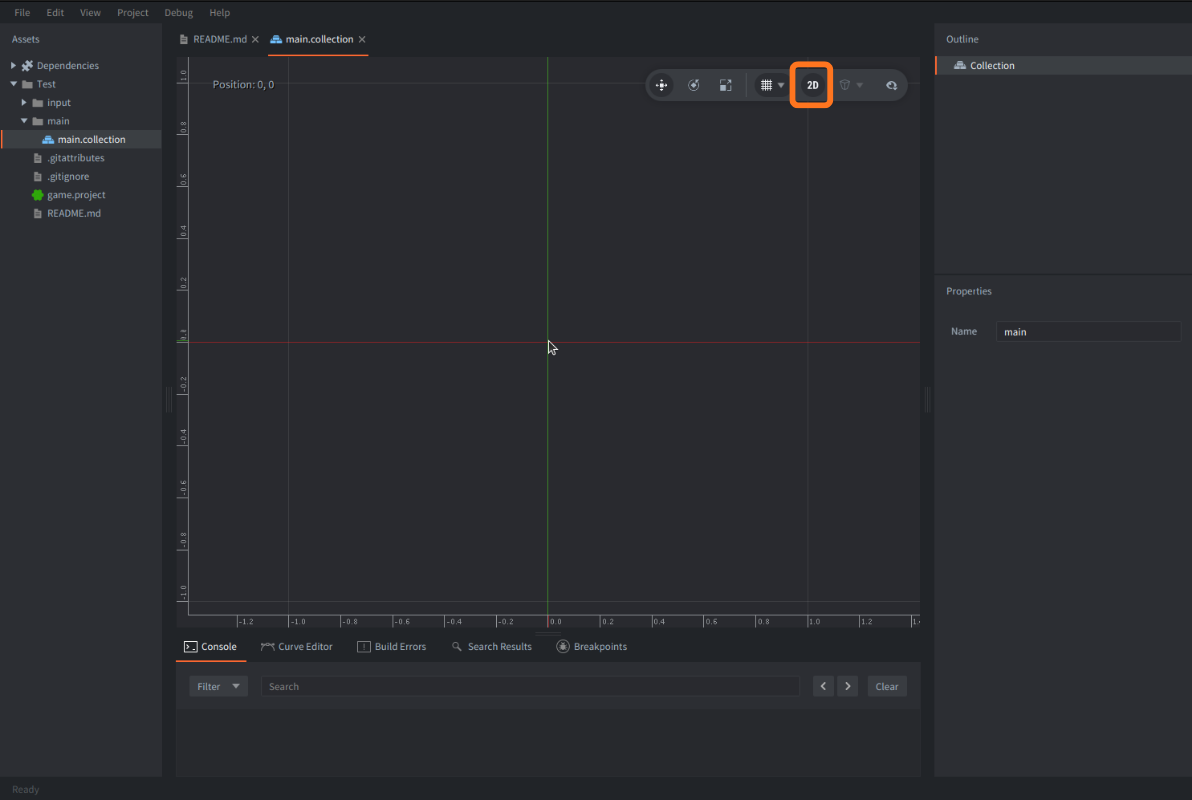 File Edit View Project Debug Help
Assets
Dependencies
Test
input
main
main.collection
.gitattributes
.gitignore
game.project
README.md
README.md main.collection
Position: 0, 0
2D
1.0
0.8
0.6
0.4
0.2
0.0
-0.2
-0.4
-0.6
-0.8
-1.0
-1.2 -1.0 -0.8 -0.6 -0.4 -0.2 0.0 0.2 0.4 0.6 0.8 1.0 1.2
Console Curve Editor Build Errors Search Results Breakpoints
Filter Search Clear
Outline
Collection
Properties
Name main
Ready